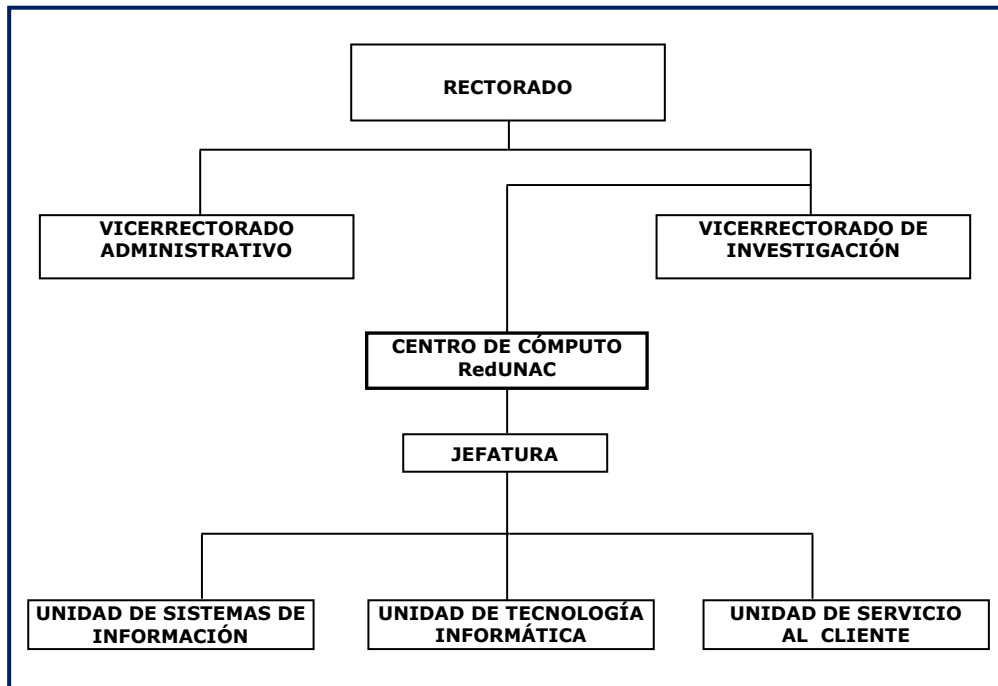 RECTORADO
VICERRECTORADO
ADMINISTRATIVO
VICERRECTORADO DE
INVESTIGACIÓN
CENTRO DE CÓMPUTO
RedUNAC
JEFATURA
UNIDAD DE SISTEMAS DE
INFORMACIÓN
UNIDAD DE TECNOLOGÍA
INFORMÁTICA
UNIDAD DE SERVICIO
AL CLIENTE